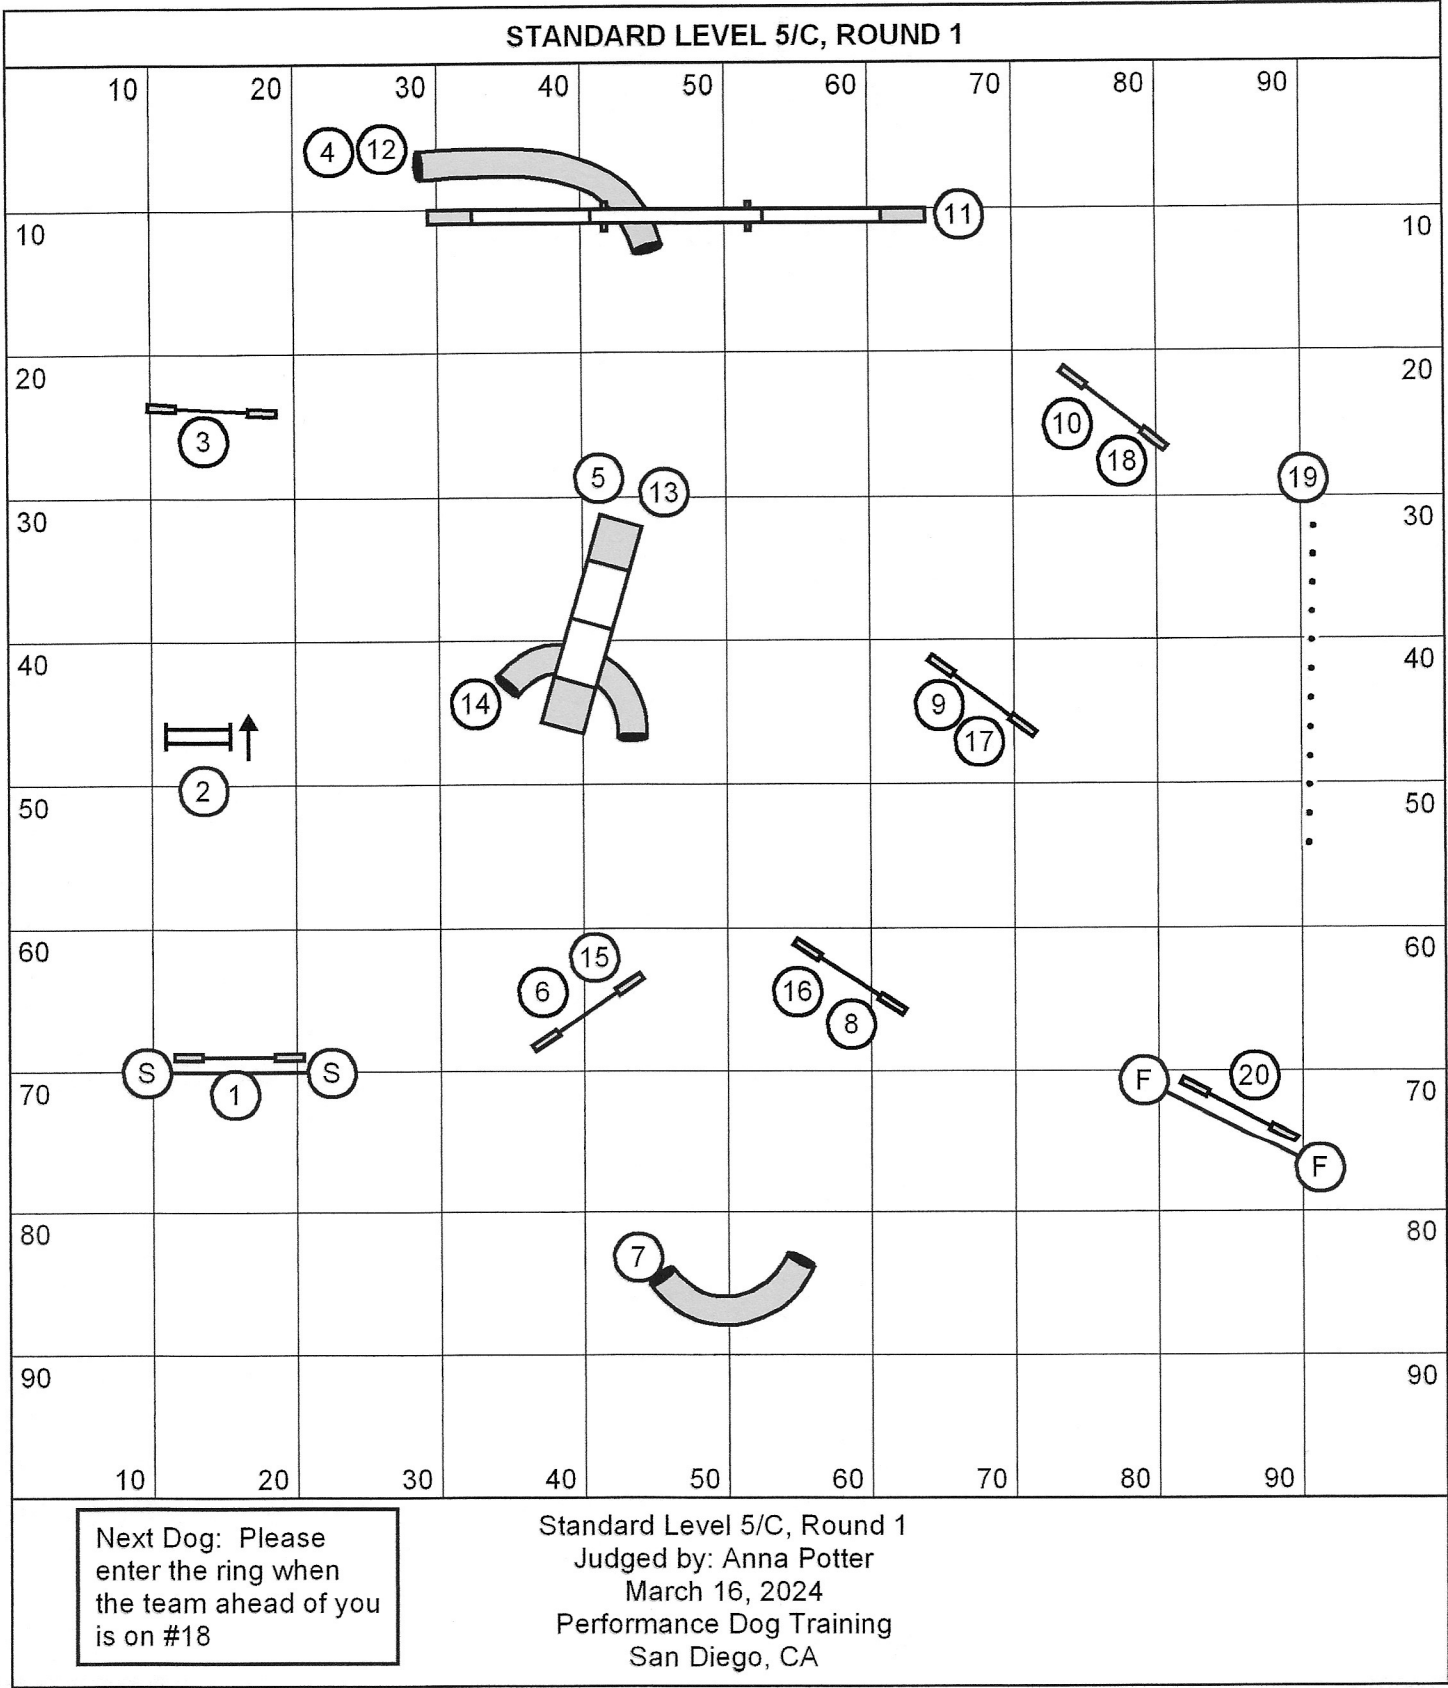 STANDARD LEVEL 5/C, ROUND 1
10 20 30 40 50 60 70 80 90
4 12
11
10 10
20 20
3
10
18
5 13
19
30 30
40 40
14
9
17
2
50 50
60 60
15
6
16
8
S S
1
F 20
70 70
F
7
80 80
90 90
10 20 30 40 50 60 70 80 90
Next Dog: Please
enter the ring when
the team ahead of you
is on #18
Standard Level 5/C, Round 1
Judged by: Anna Potter
March 16, 2024
Performance Dog Training
San Diego, CA